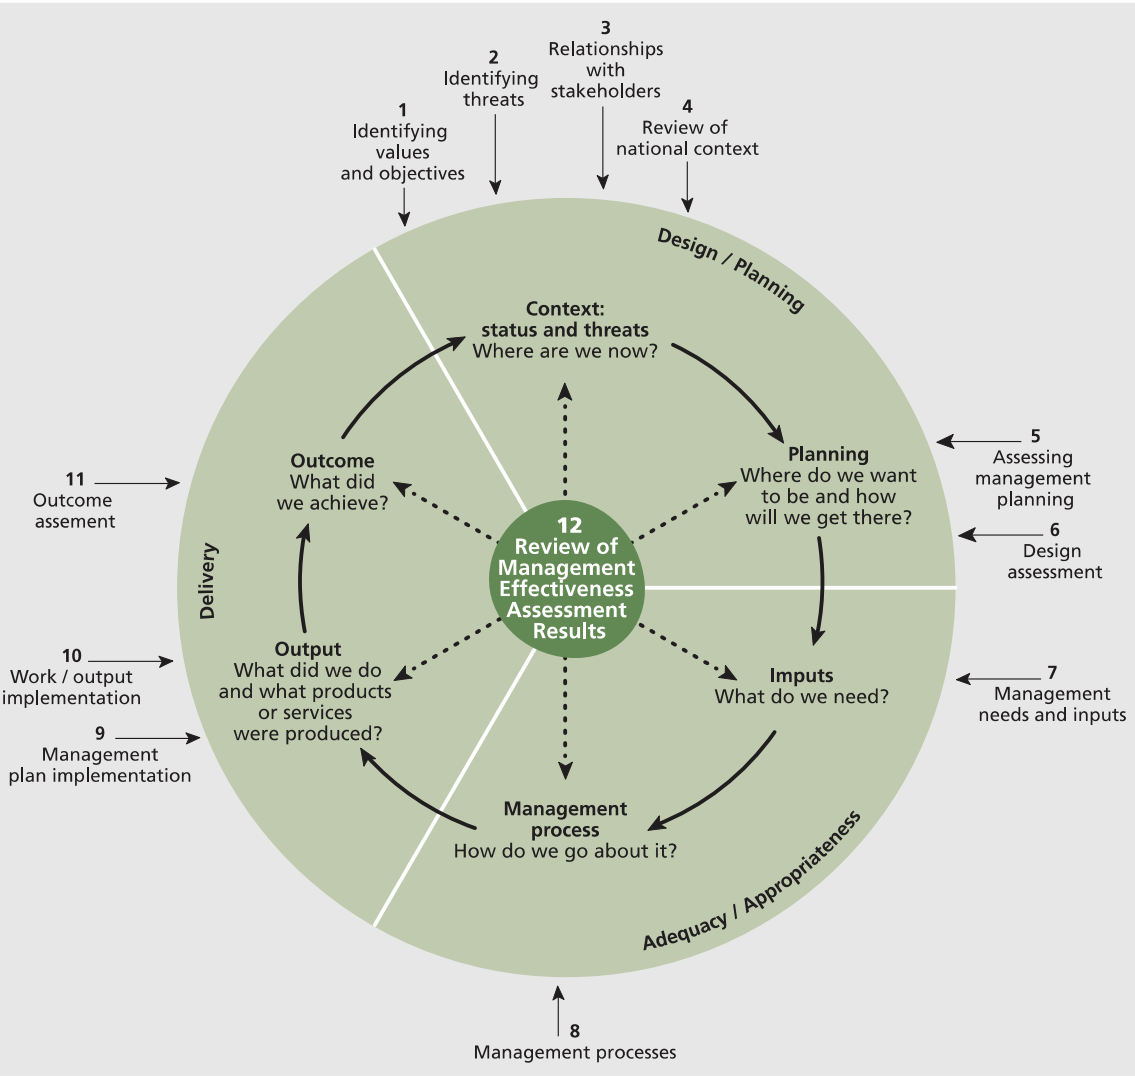 1
Identifying
values
and objectives
2
Identifying
threats
3
Relationships
with
stakeholders
4
Review of
national context
Design / Planning
Context:
status and threats
Where are we now?
Planning
Where do we want
to be and how
will we get there?
5
Assessing
management
planning
6
Design
assessment
Imputs
What do we need?
7
Management
needs and inputs
Adequacy / Appropriateness
Management
process
How do we go about it?
8
Management processes
Output
What did we do
and what products
or services
were produced?
9
Management
plan implementation
10
Work / output
implementation
Delivery
Outcome
What did
we achieve?
11
Outcome
assement
12
Review of
Management
Effectiveness
Assessment
Results